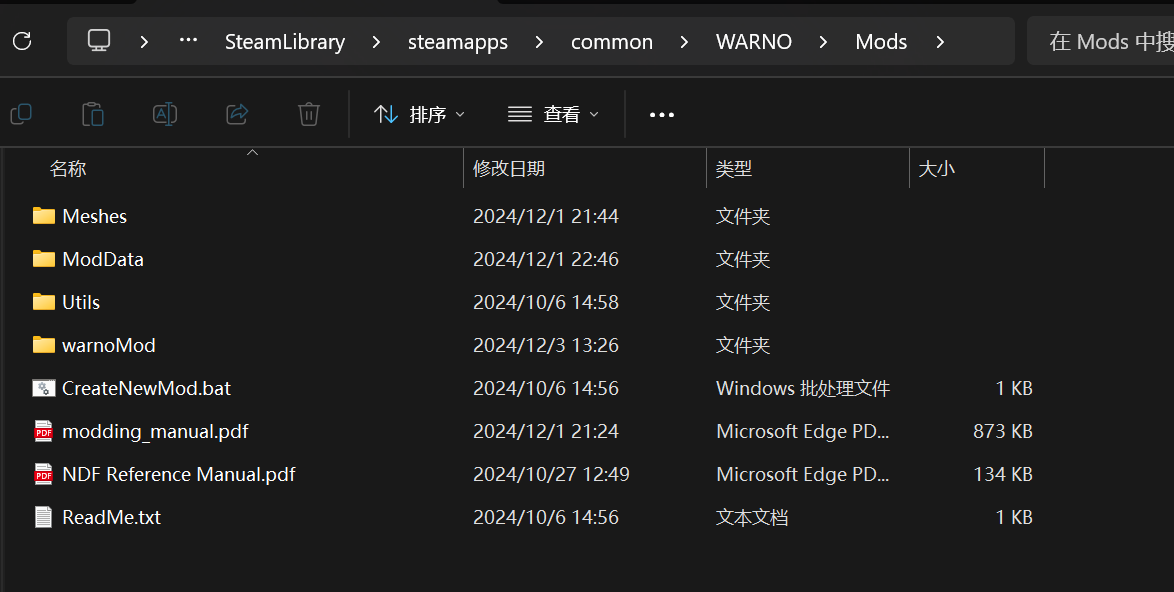 SteamLibrary > steamapps > common > WARNO > Mods > 在 Mods 中搜
排序 查看
名称 修改日期 类型 大小
Meshes 2024/12/1 21:44 文件夹
ModData 2024/12/1 22:46 文件夹
Utils 2024/10/6 14:58 文件夹
warnoMod 2024/12/3 13:26 文件夹
CreateNewMod.bat 2024/10/6 14:56 Windows 批处理文件 1 KB
modding_manual.pdf 2024/12/1 21:24 Microsoft Edge PD... 873 KB
NDF Reference Manual.pdf 2024/10/27 12:49 Microsoft Edge PD... 134 KB
ReadMe.txt 2024/10/6 14:56 文本文档 1 KB